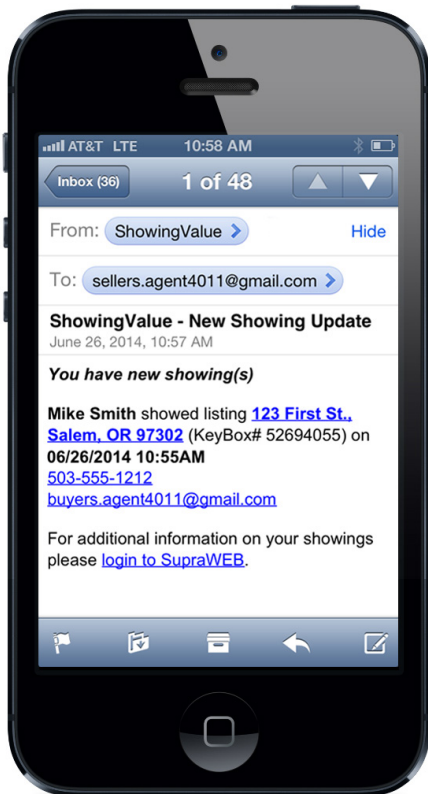 AT&T LTE 10:58 AM
Inbox (36) 1 of 48
From: ShowingValue Hide
To: sellers.agent4011@gmail.com
ShowingValue - New Showing Update
June 26, 2014, 10:57 AM
You have new showing(s)
Mike Smith showed listing 123 First St.,
Salem, OR 97302 (KeyBox# 52694055) on
06/26/2014 10:55AM
503-555-1212
buyers.agent4011@gmail.com
For additional information on your showings
please login to SupraWEB.